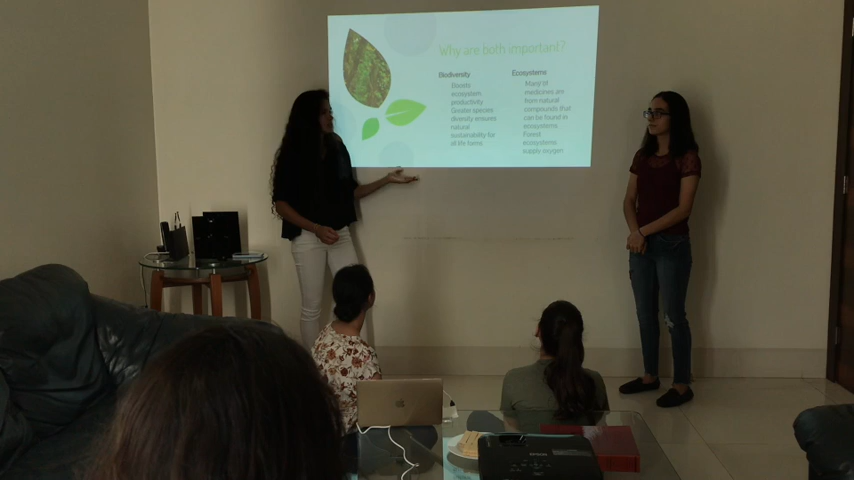 Why are both important?
Biodiversity
Boosts
ecosystem
productivity
Greater species
diversity ensures
natural
sustainability for
all life forms
Ecosystems
Many of
medicines are
from natural
compounds that
can be found in
ecosystems.
Forest
ecosystems
supply oxygen
EPSON